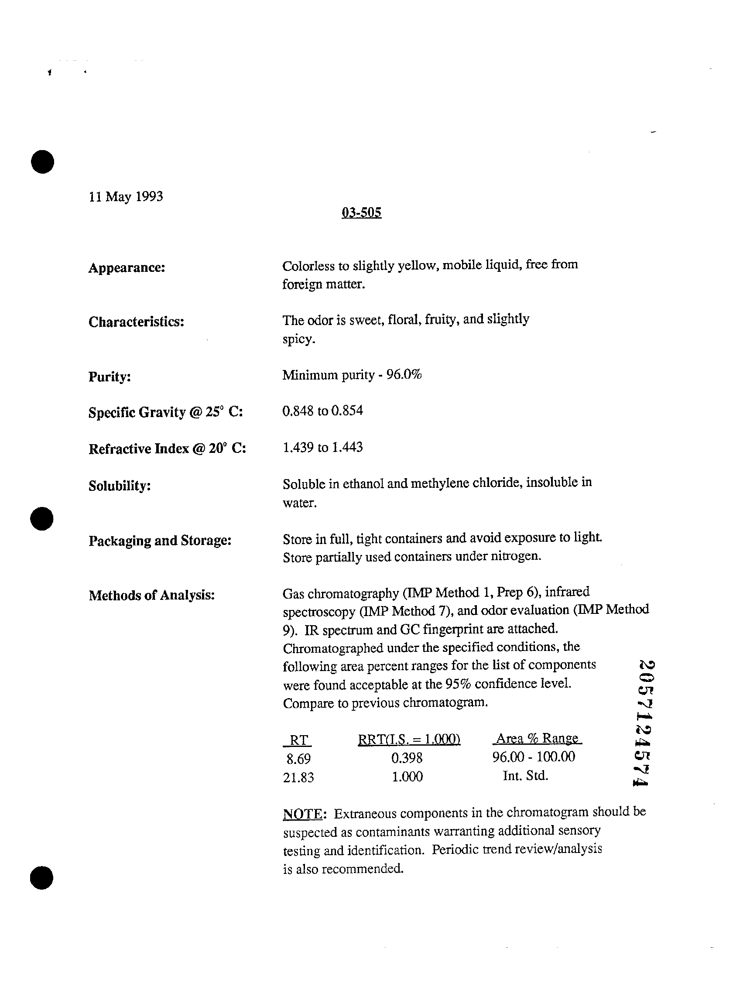 11 May 1993
03-505
Appearance: Colorless to slightly yellow, mobile liquid, free from
foreign matter.
Characteristics: The odor is sweet, floral, fruity, and slightly
spicy.
Purity: Minimum purity - 96.0%
Specific Gravity @ 25° C: 0.848 to 0.854
Refractive Index @ 20° C: 1.439 to 1.443
Solubility: Soluble in ethanol and methylene chloride, insoluble in
water.
Packaging and Storage: Store in full, tight containers and avoid exposure to light.
Store partially used containers under nitrogen.
Methods of Analysis: Gas chromatography (IMP Method 1, Prep 6), infrared
spectroscopy (IMP Method 7), and odor evaluation (IMP Method
9). IR spectrum and GC fingerprint are attached.
Chromatographed under the specified conditions, the
following area percent ranges for the list of components
were found acceptable at the 95% confidence level.
Compare to previous chromatogram.
RT RRT(I.S. = 1.000) Area % Range
8.69 0.398 96.00 - 100.00
21.83 1.000 Int. Std.
NOTE: Extraneous components in the chromatogram should be
suspected as contaminants warranting additional sensory
testing and identification. Periodic trend review/analysis
is also recommended.
2057124574